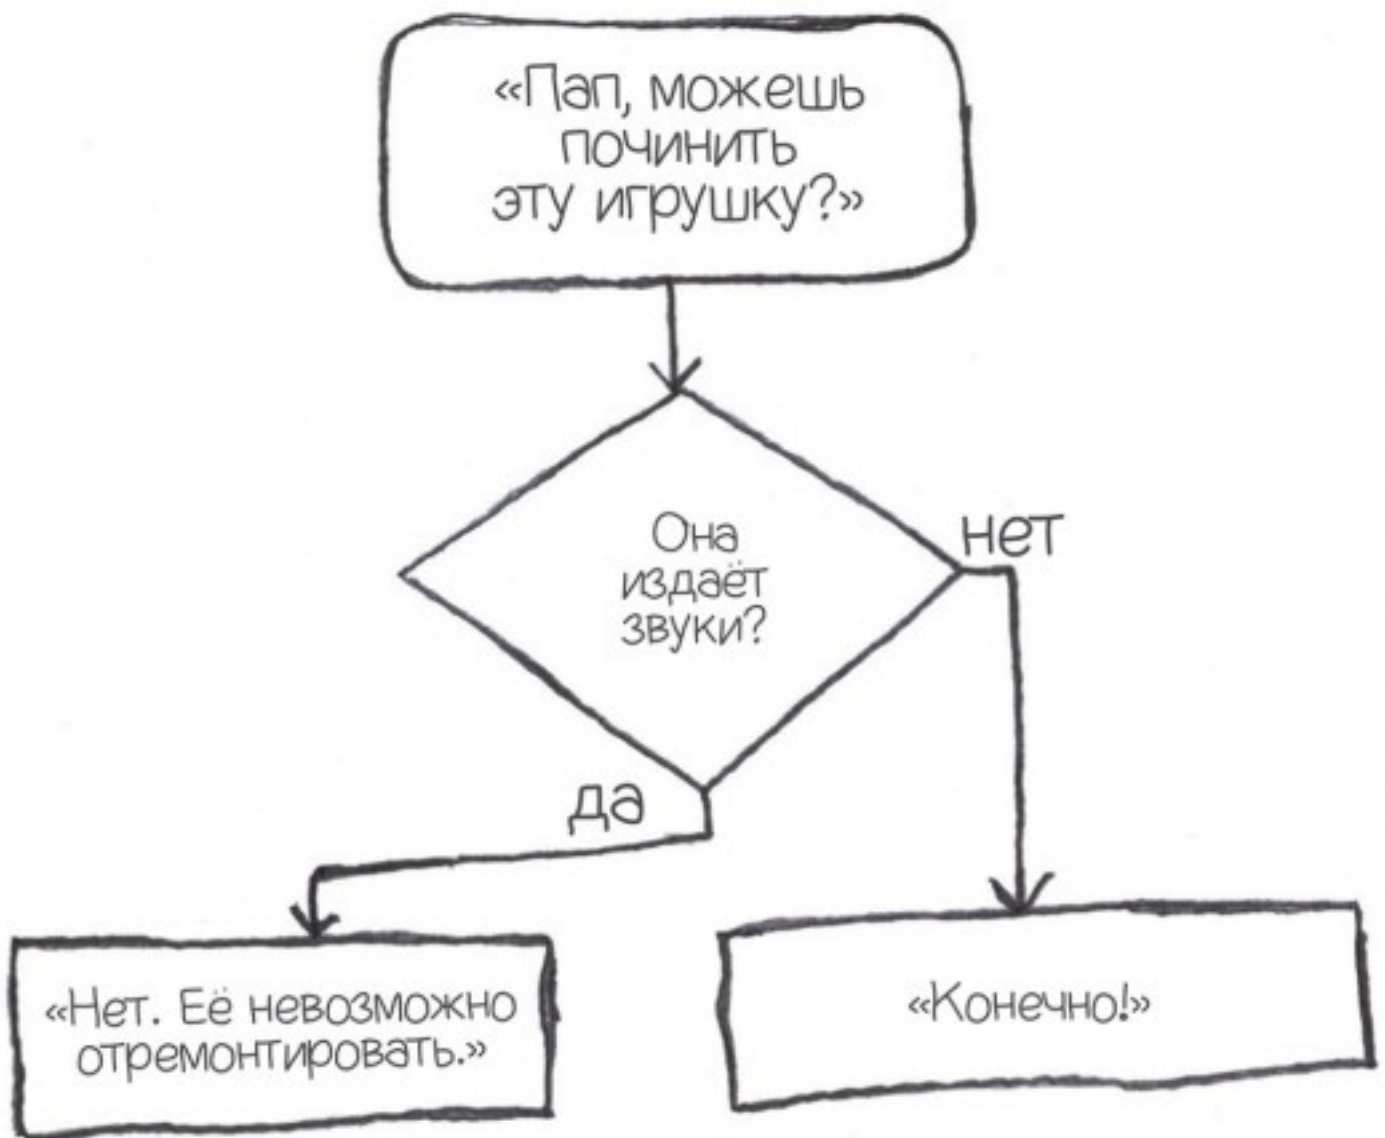 «Пап, можешь
починить
эту игрушку?»
Она
издаёт
звуки?
нет
да
«Нет. Её невозможно
отремонтировать.»
«Конечно!»